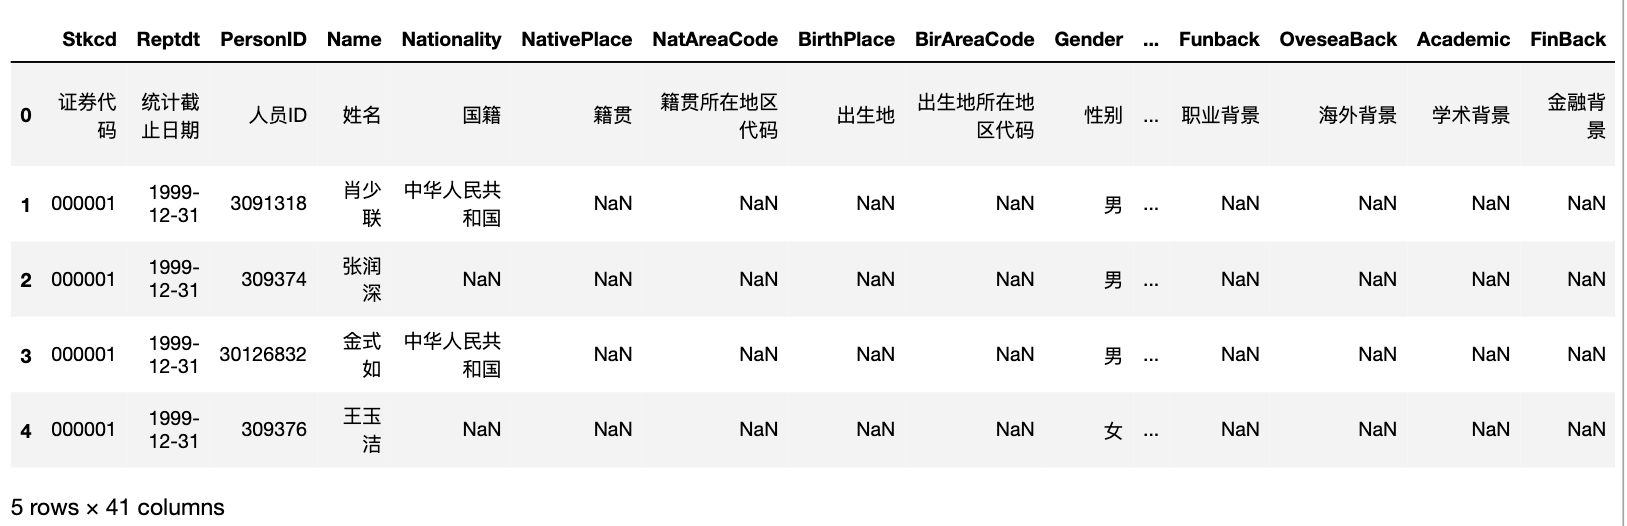 Stkcd Reptdt PersonID Name Nationality NativePlace NatAreaCode BirthPlace BirAreaCode Gender ... Funback OveseaBack Academic FinBack
0 证券代码 统计截止日期 人员ID 姓名 国籍 籍贯 籍贯所在地区代码 出生地 出生地所在地区代码 性别 ... 职业背景 海外背景 学术背景 金融背景
1 000001 1999-12-31 3091318 肖少联 中华人民共和国 NaN NaN NaN NaN 男 ... NaN NaN NaN NaN
2 000001 1999-12-31 309374 张润深 NaN NaN NaN NaN NaN 男 ... NaN NaN NaN NaN
3 000001 1999-12-31 30126832 金式如 中华人民共和国 NaN NaN NaN NaN 男 ... NaN NaN NaN NaN
4 000001 1999-12-31 309376 王玉洁 NaN NaN NaN NaN NaN 女 ... NaN NaN NaN NaN
5 rows × 41 columns